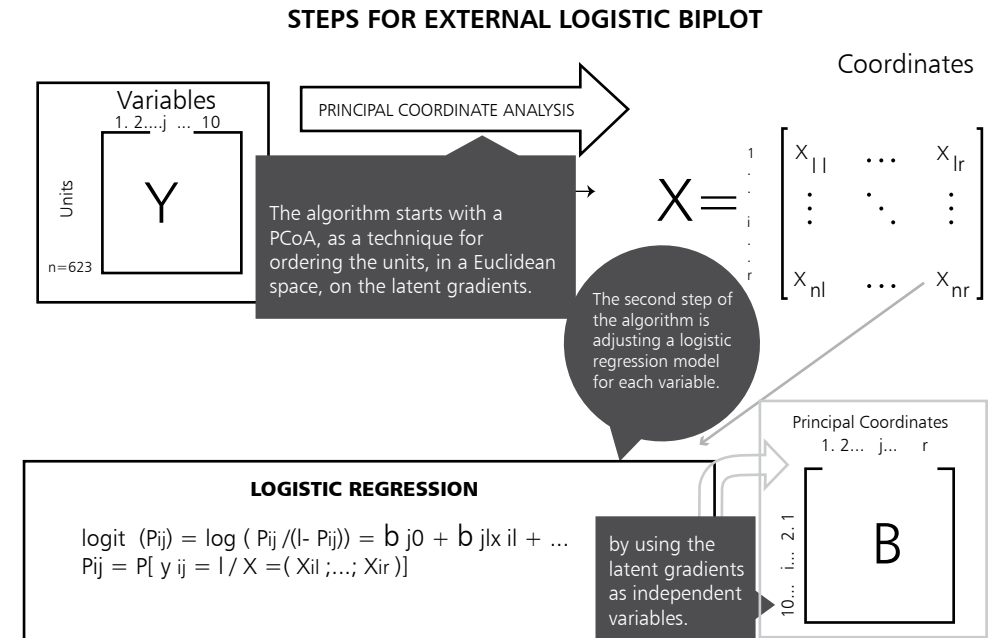 STEPS FOR EXTERNAL LOGISTIC BIPLOT
Variables
1. 2....j ... 10
Units
Y
n=623
PRINCIPAL COORDINATE ANALYSIS
The algorithm starts with a
PCoA, as a technique for
ordering the units, in a Euclidean
space, on the latent gradients.
→
Coordinates
X=
1
.
.
i
.
.
r
X11 ... Xlr
⋮ ⋱ ⋮
Xnl ... Xnr
The second step of
the algorithm is
adjusting a logistic
regression model
for each variable.
LOGISTIC REGRESSION
logit (Pij) = log ( Pij /(l- Pij)) = b j0 + b jlx il + ...
Pij = P[ y ij = l / X =( Xil ;...; Xir )]
by using the
latent gradients
as independent
variables.
Principal Coordinates
1. 2... j... r
10... i... 2. 1
B